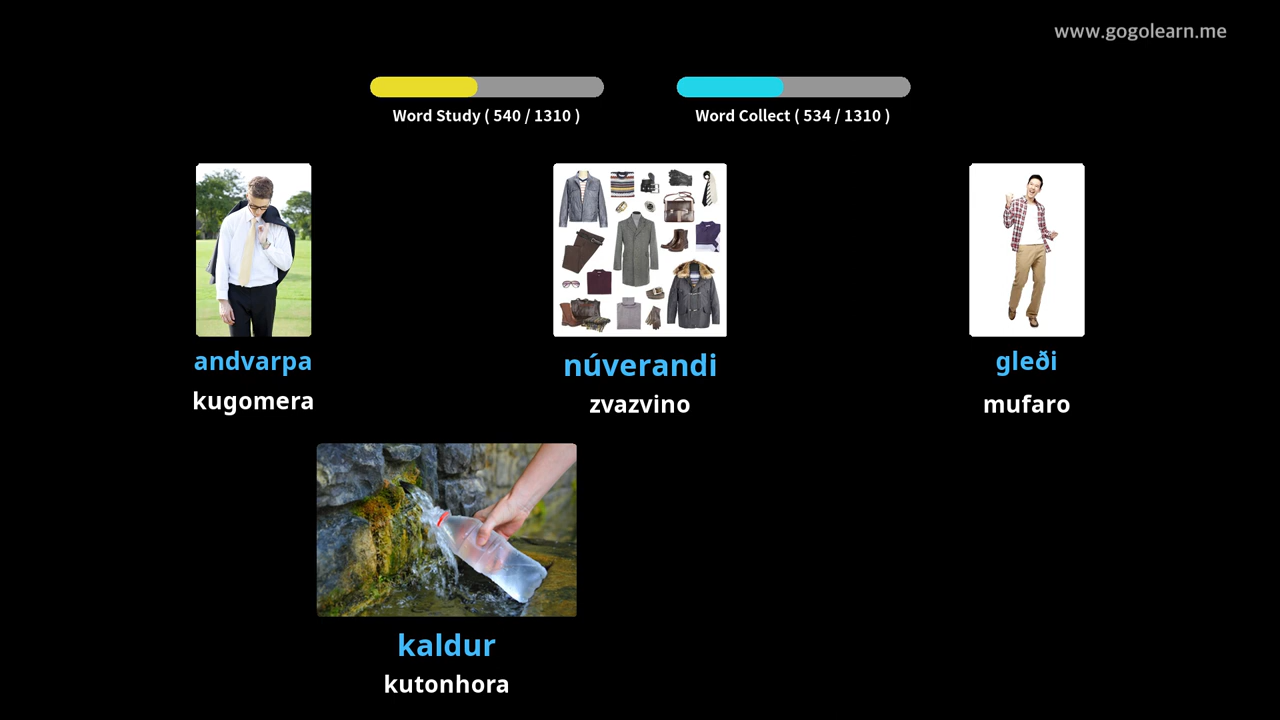 www.gogolearn.me
Word Study ( 540 / 1310 )
Word Collect ( 534 / 1310 )
andvarpa
núverandi
gleði
kugomera
zvazvino
mufaro
kaldur
kutonhora